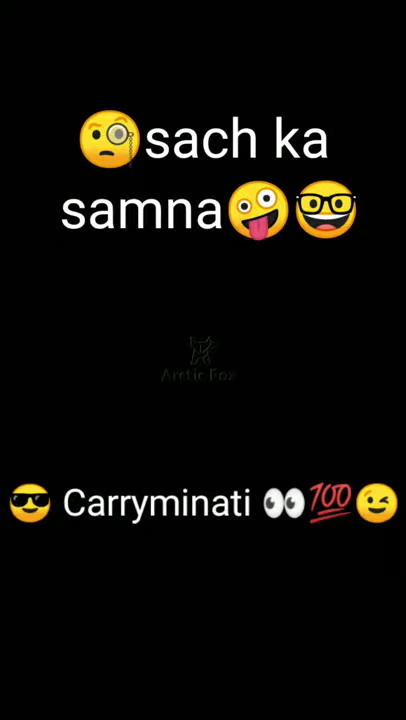 🧐sach ka
samna🤪🤓
Arctic Fox
😎 Carryminati 👀💯😉